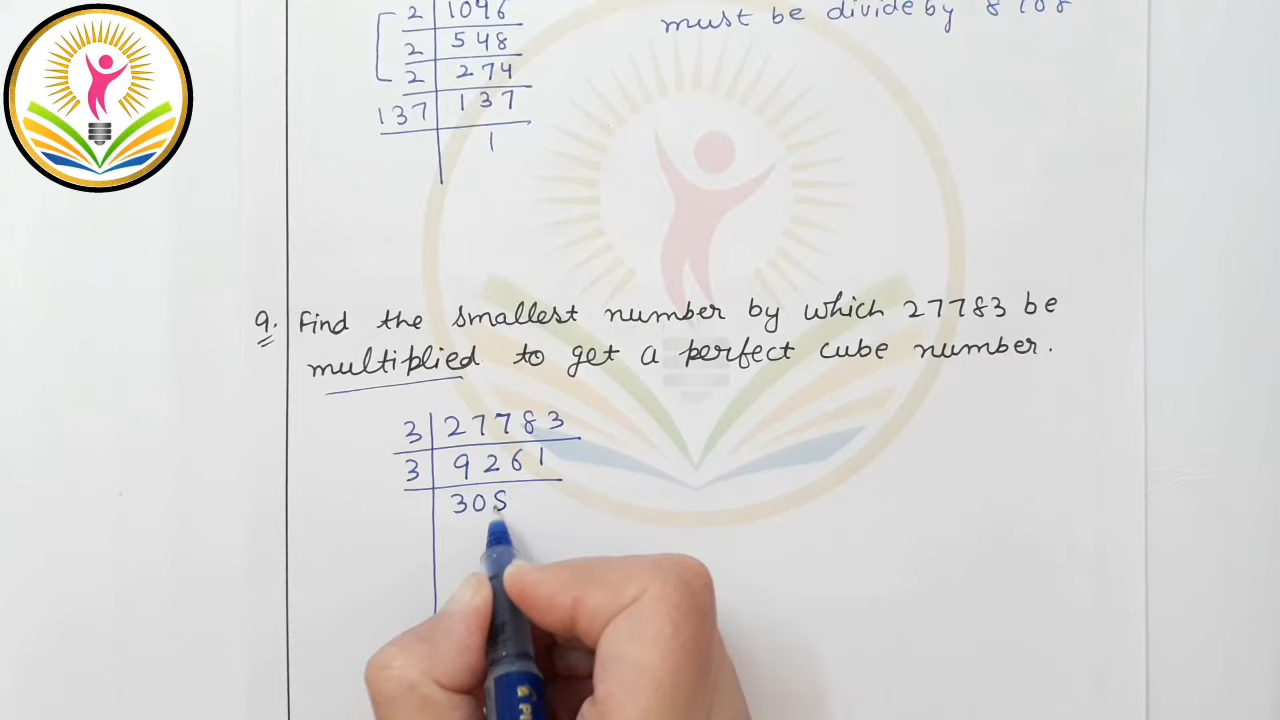 2 | 1096
must be divide by
2 | 548
2 | 274
137 | 137
1
9. Find the smallest number by which 27783 be
multiplied to get a perfect cube number.
3 | 27783
3 | 9261
30